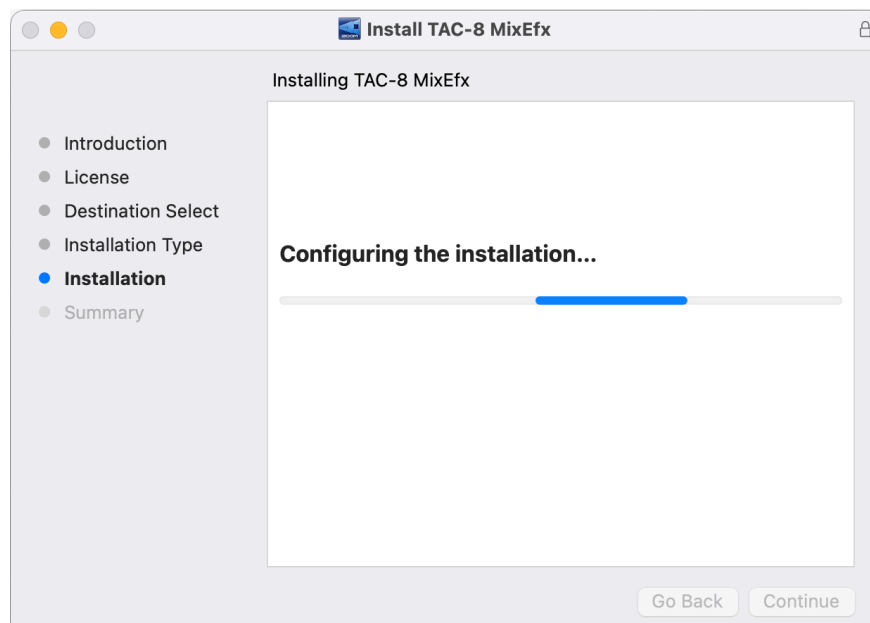 Install TAC-8 MixEfx
Installing TAC-8 MixEfx
Introduction
License
Destination Select
Installation Type
Installation
Summary
Configuring the installation...
Go Back
Continue